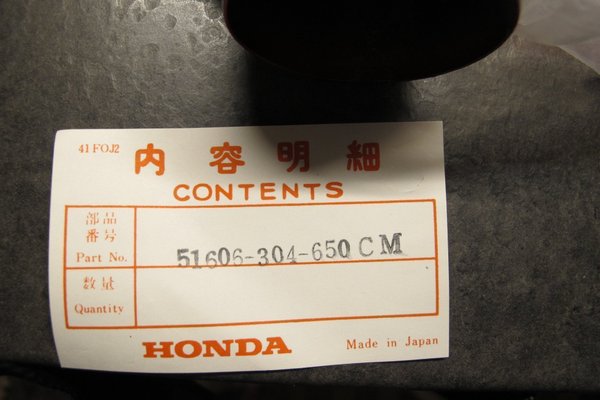 41 FOJ2
内容明細
CONTENTS
部品
番号
Part No.
51606-304-650 CM
数量
Quantity
HONDA
Made in Japan